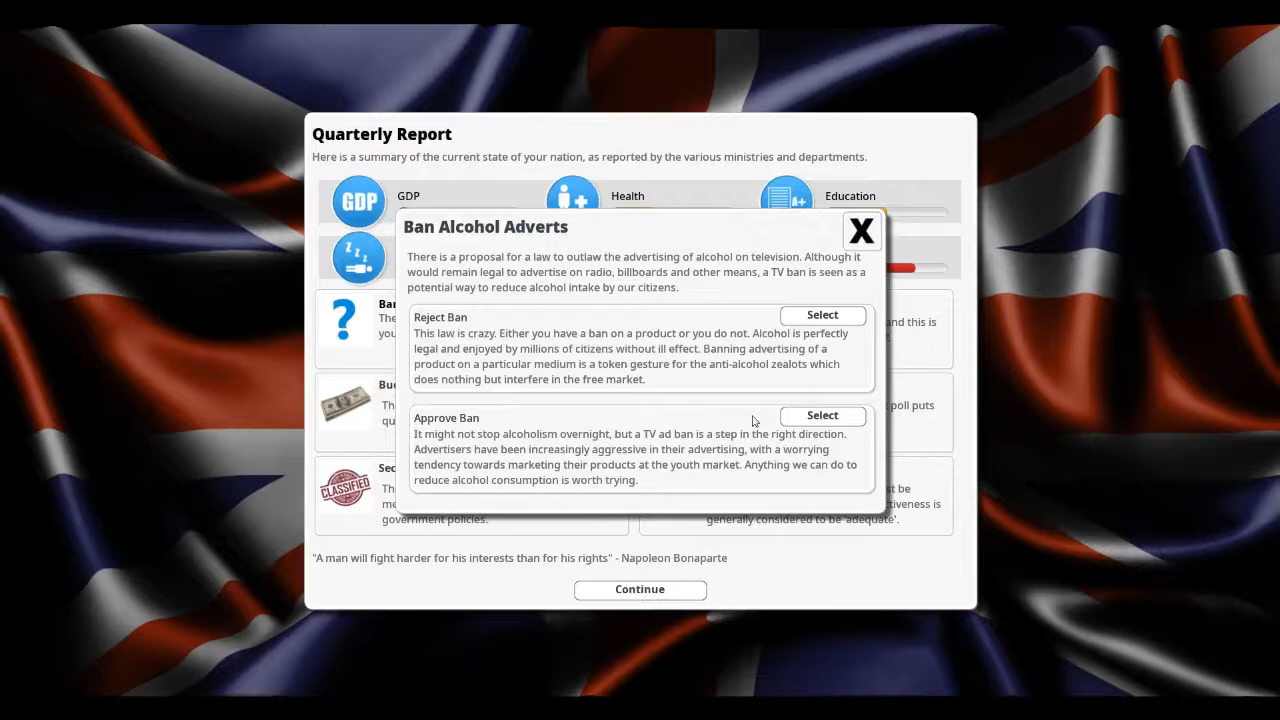 Quarterly Report
Here is a summary of the current state of your nation, as reported by the various ministries and departments.
GDP
GDP
Health
A+
Education
Ban Alcohol Adverts
X
There is a proposal for a law to outlaw the advertising of alcohol on television. Although it
would remain legal to advertise on radio, billboards and other means, a TV ban is seen as a
potential way to reduce alcohol intake by our citizens.
Reject Ban
Select
This law is crazy. Either you have a ban on a product or you do not. Alcohol is perfectly
legal and enjoyed by millions of citizens without ill effect. Banning advertising of a
product on a particular medium is a token gesture for the anti-alcohol zealots which
does nothing but interfere in the free market.
Approve Ban
Select
It might not stop alcoholism overnight, but a TV ad ban is a step in the right direction.
Advertisers have been increasingly aggressive in their advertising, with a worrying
tendency towards marketing their products at the youth market. Anything we can do to
reduce alcohol consumption is worth trying.
and this is
poll puts
CLASSIFIED
government policies.
be
generally considered to be 'adequate'.
"A man will fight harder for his interests than for his rights" - Napoleon Bonaparte
Continue